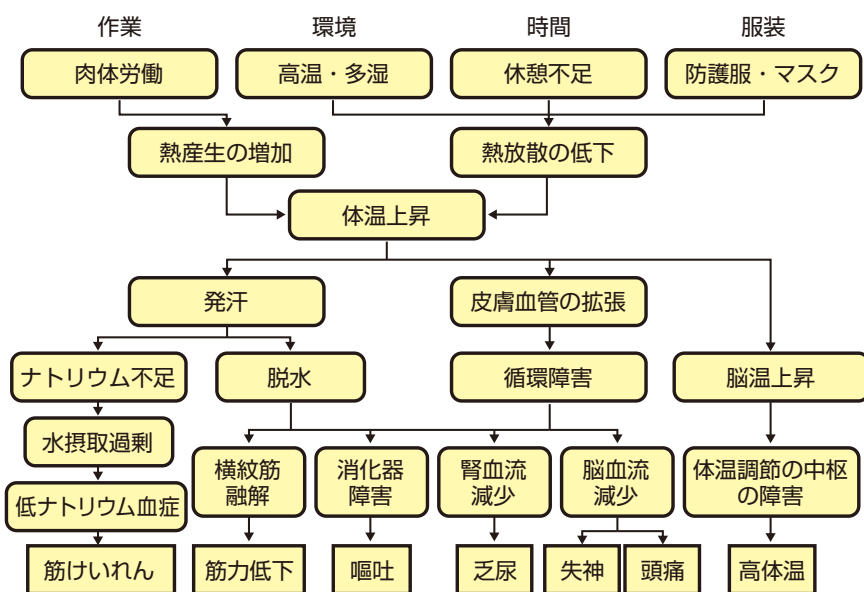 作業
環境
時間
服装
肉体労働
高温・多湿
休憩不足
防護服・マスク
熱産生の増加
熱放散の低下
体温上昇
発汗
皮膚血管の拡張
ナトリウム不足
脱水
循環障害
脳温上昇
水摂取過剰
横紋筋
融解
消化器
障害
腎血流
減少
脳血流
減少
体温調節の中枢
の障害
低ナトリウム血症
筋けいれん
筋力低下
嘔吐
乏尿
失神
頭痛
高体温